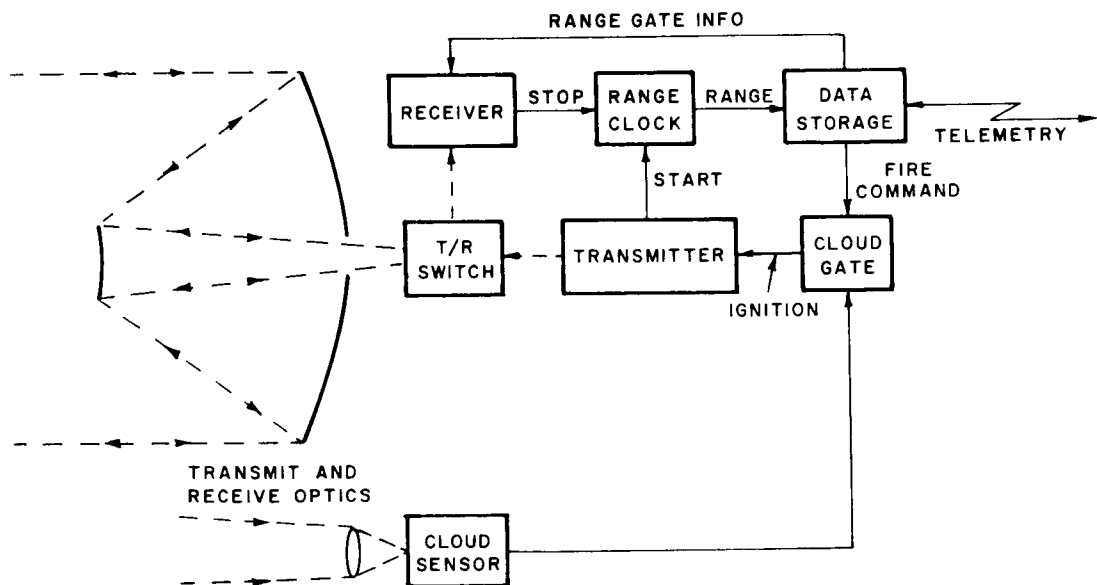 RANGE GATE INFO
RECEIVER
STOP
RANGE
CLOCK
RANGE
DATA
STORAGE
TELEMETRY
START
FIRE
COMMAND
T/R
SWITCH
TRANSMITTER
CLOUD
GATE
IGNITION
TRANSMIT AND
RECEIVE OPTICS
CLOUD
SENSOR